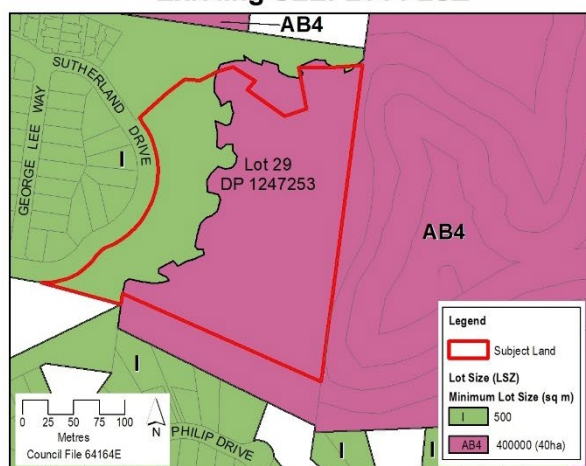 AB4
SUTHERLAND DRIVE
GEORGE LEE WAY
I
Lot 29
DP 1247253
AB4
I
PHILIP DRIVE
I
I
0 25 50 75 100
Metres
Council File 64164E
N
Legend
Subject Land
Lot Size (LSZ)
Minimum Lot Size (sq m)
I 500
AB4 400000 (40ha)